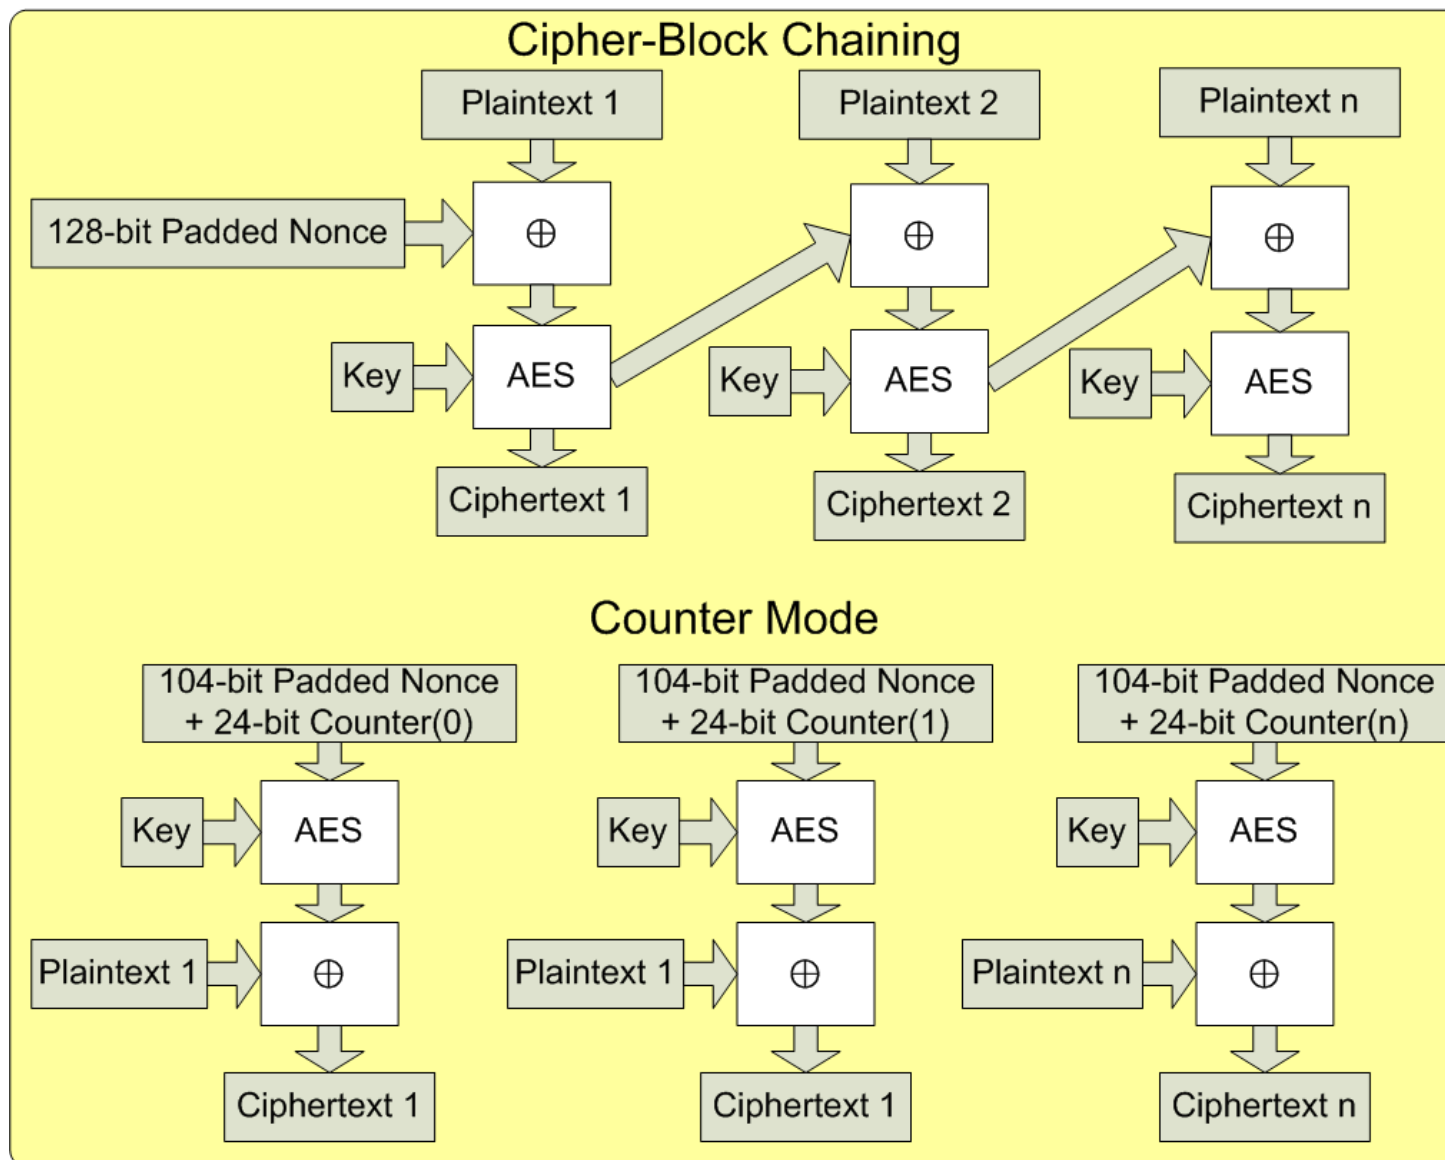 Cipher-Block Chaining
Plaintext 1
Plaintext 2
Plaintext n
128-bit Padded Nonce
⊕
⊕
⊕
Key
AES
Key
AES
Key
AES
Ciphertext 1
Ciphertext 2
Ciphertext n
Counter Mode
104-bit Padded Nonce
+ 24-bit Counter(0)
104-bit Padded Nonce
+ 24-bit Counter(1)
104-bit Padded Nonce
+ 24-bit Counter(n)
Key
AES
Key
AES
Key
AES
Plaintext 1
⊕
Plaintext 1
⊕
Plaintext n
⊕
Ciphertext 1
Ciphertext 1
Ciphertext n